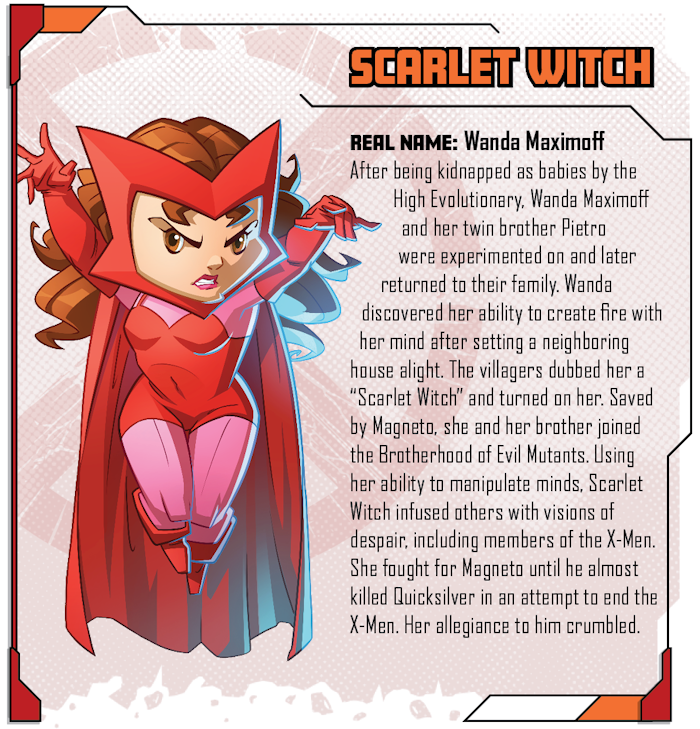 SCARLET WITCH
REAL NAME: Wanda Maximoff
After being kidnapped as babies by the
High Evolutionary, Wanda Maximoff
and her twin brother Pietro
were experimented on and later
returned to their family. Wanda
discovered her ability to create fire with
her mind after setting a neighboring
house alight. The villagers dubbed her a
“Scarlet Witch” and turned on her. Saved
by Magneto, she and her brother joined
the Brotherhood of Evil Mutants. Using
her ability to manipulate minds, Scarlet
Witch infused others with visions of
despair, including members of the X-Men.
She fought for Magneto until he almost
killed Quicksilver in an attempt to end the
X-Men. Her allegiance to him crumbled.